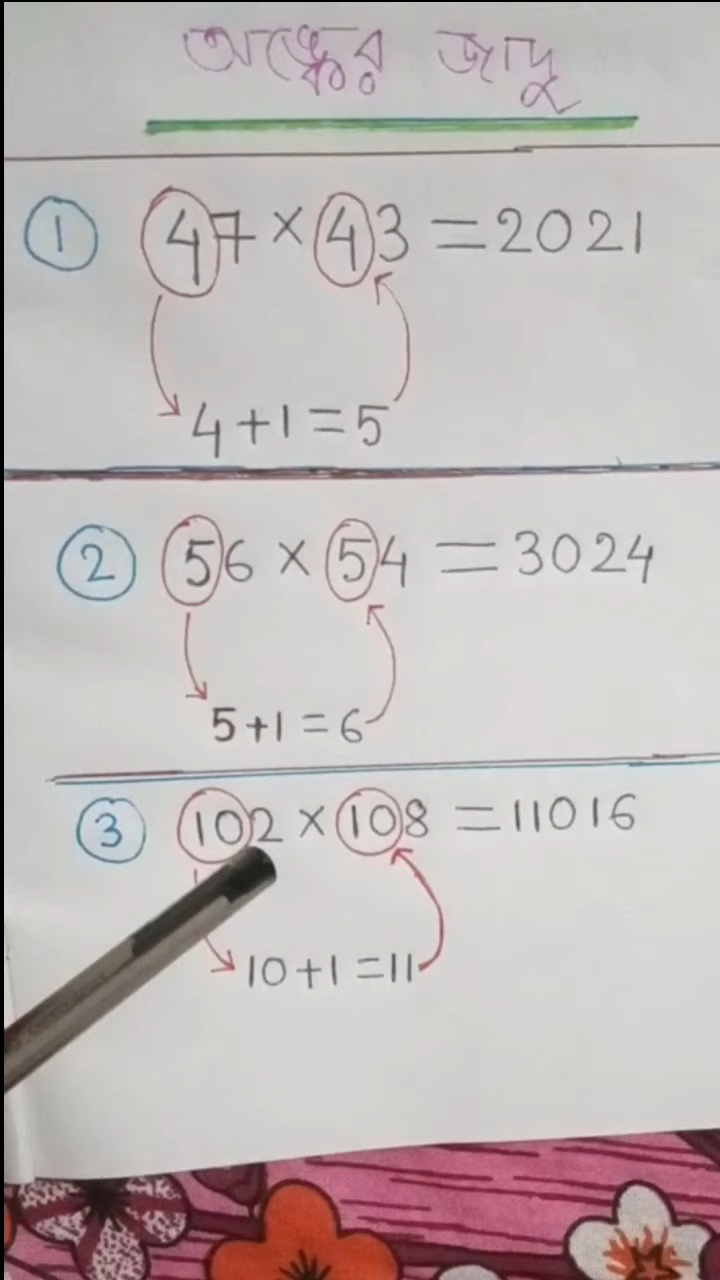 অঙ্কের জাদু
1 47 × 43 = 2021
4+1=5
2 56 × 54 = 3024
5+1=6
3 102 × 108 = 11016
10+1=11